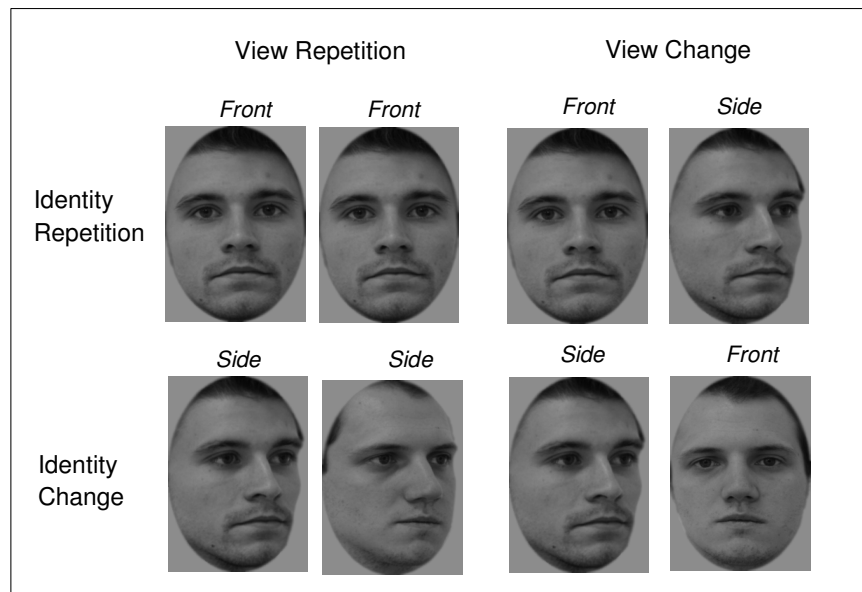 View Repetition View Change
Front Front Front Side
Identity
Repetition
Side Side Side Front
Identity
Change